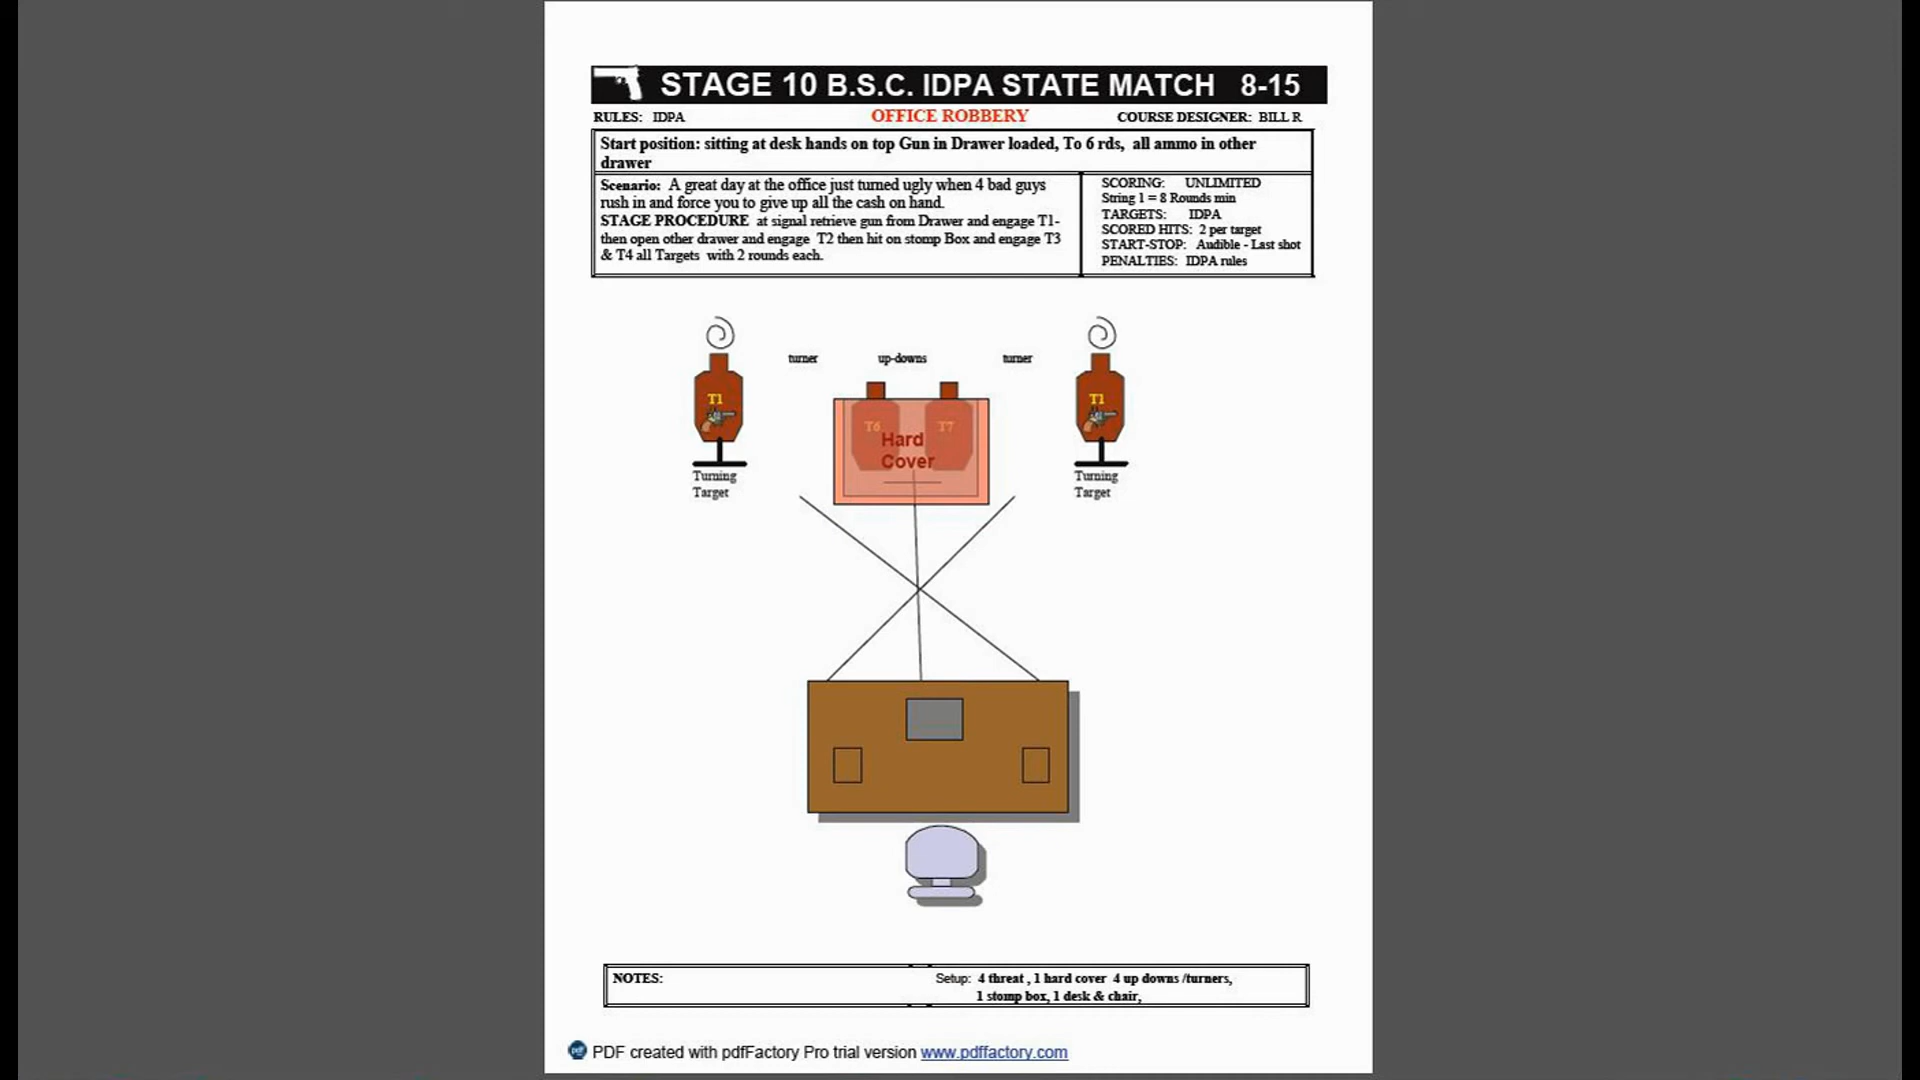 STAGE 10 B.S.C. IDPA STATE MATCH 8-15
RULES: IDPA OFFICE ROBBERY COURSE DESIGNER: BILL R
Start position: sitting at desk hands on top Gun in Drawer loaded, To 6 rds, all ammo in other
drawer
Scenario: A great day at the office just turned ugly when 4 bad guys
rush in and force you to give up all the cash on hand.
STAGE PROCEDURE at signal retrieve gun from Drawer and engage T1-
then open other drawer and engage T2 then hit on stomp Box and engage T3
& T4 all Targets with 2 rounds each.
SCORING: UNLIMITED
String 1 = 8 Rounds min
TARGETS: IDPA
SCORED HITS: 2 per target
START-STOP: Audible - Last shot
PENALTIES: IDPA rules
turner up-downs turner
T1
T1
T6 T7
Hard
Cover
Turning
Target
Turning
Target
NOTES:
Setup: 4 threat , 1 hard cover 4 up downs /turners,
1 stomp box, 1 desk & chair,
pdf
PDF created with pdfFactory Pro trial version www.pdffactory.com